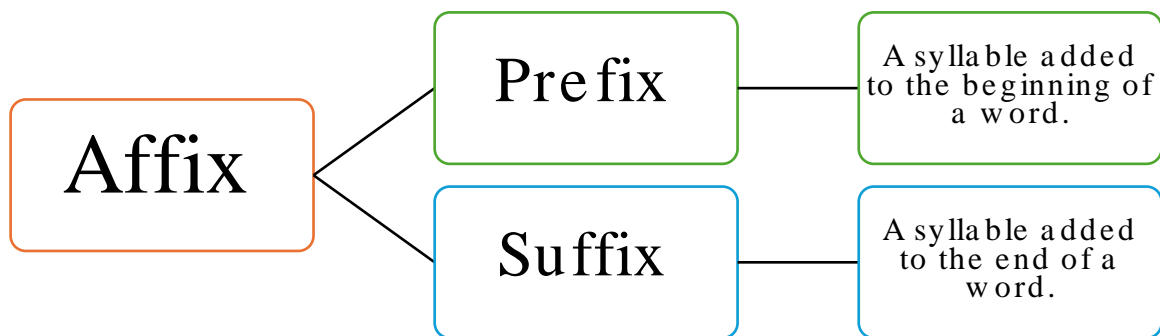 Affix
Prefix
A syllable added
to the beginning of
a word.
Suffix
A syllable added
to the end of a
word.